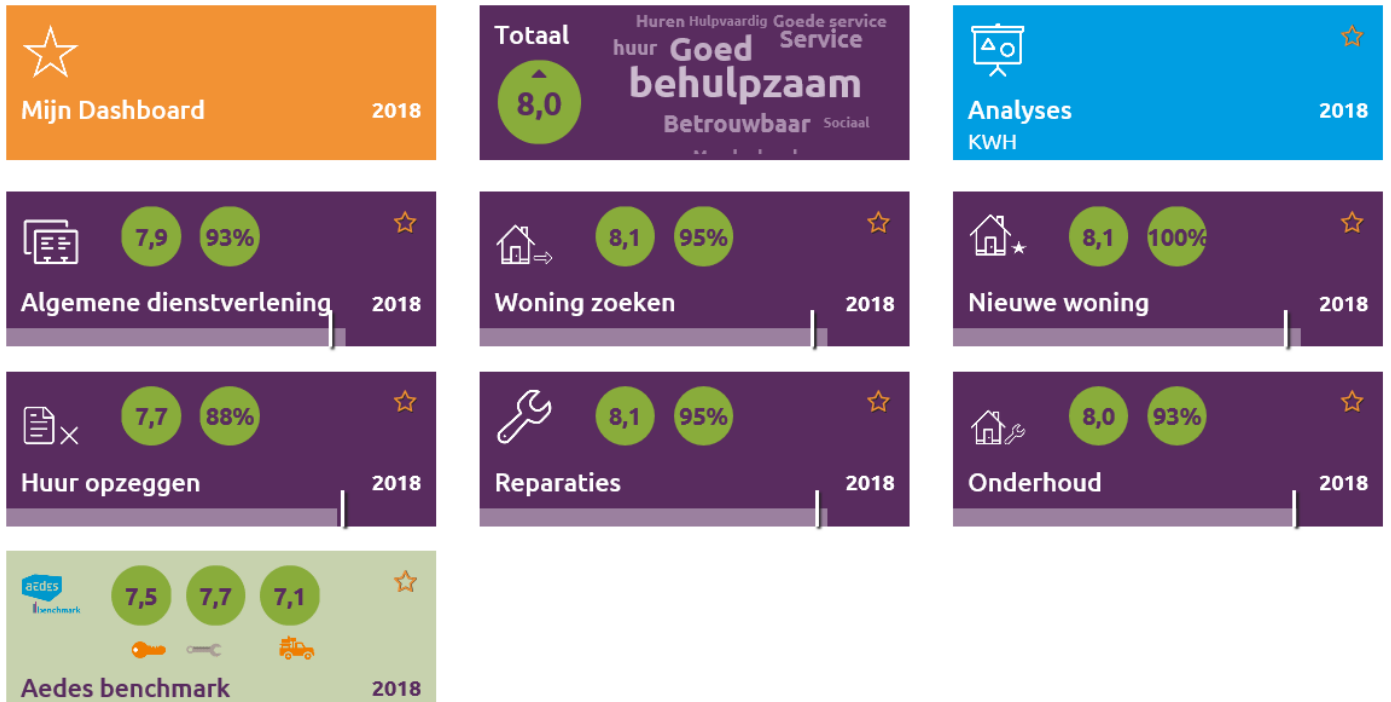 Mijn Dashboard
2018
Totaal
8,0
Huren Hulpvaardig Goede service
huur Goed Service
behulpzaam
Betrouwbaar Sociaal
Analyses
2018
KWH
7,9 93%
Algemene dienstverlening 2018
8,1 95%
Woning zoeken 2018
8,1 100%
Nieuwe woning 2018
7,7 88%
Huur opzeggen 2018
8,1 95%
Reparaties 2018
8,0 93%
Onderhoud 2018
aedes
benchmark
7,5 7,7 7,1
Aedes benchmark 2018